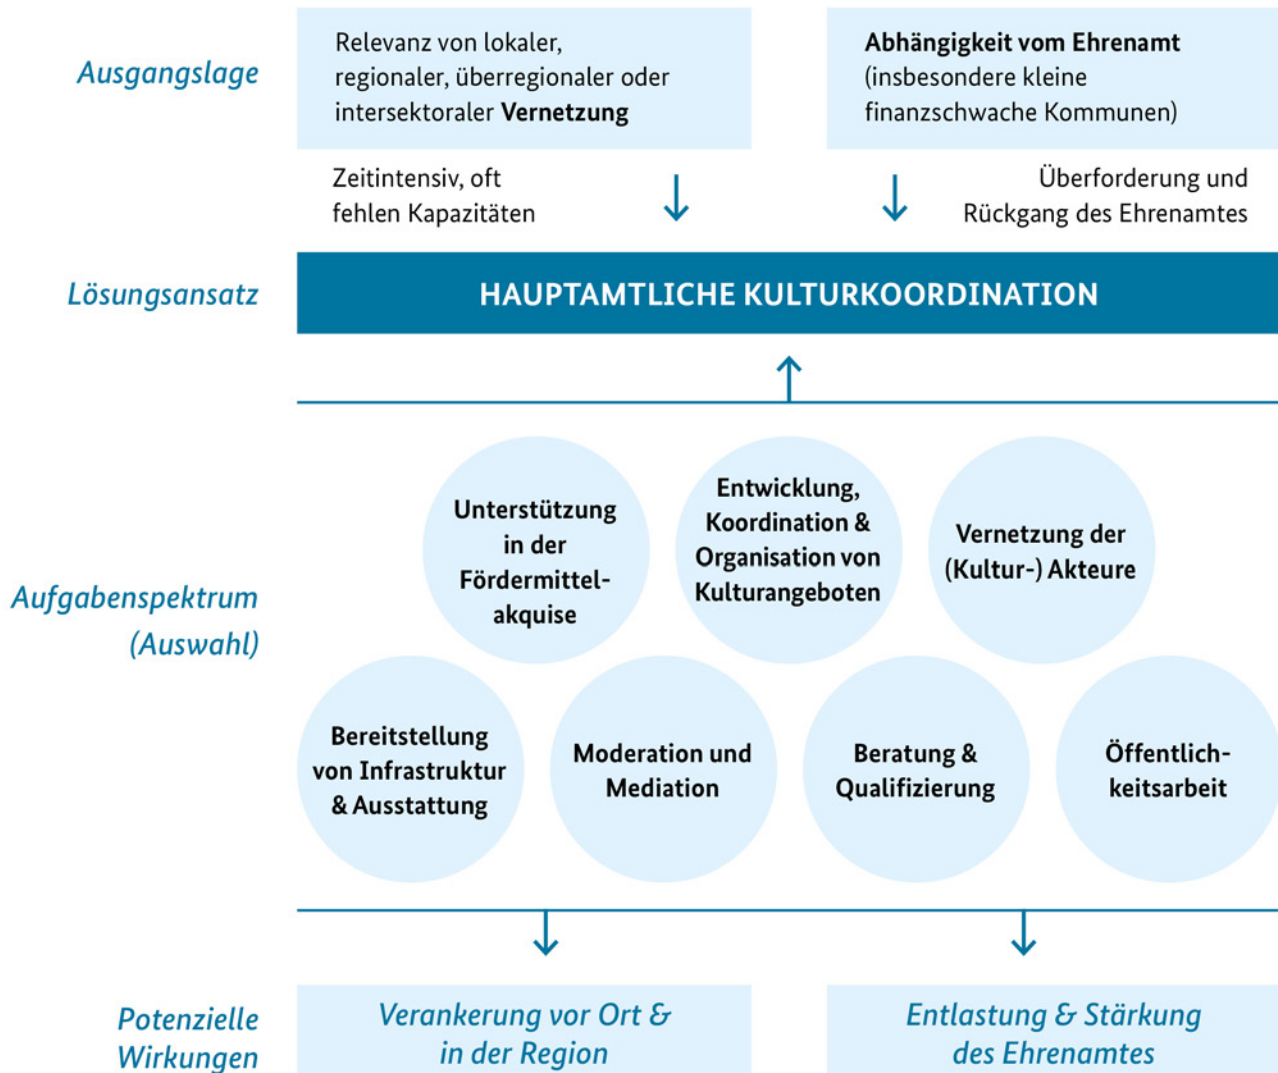 Ausgangslage
Relevanz von lokaler,
regionaler, überregionaler oder
intersektoraler Vernetzung
Abhängigkeit vom Ehrenamt
(insbesondere kleine
finanzschwache Kommunen)
Zeitintensiv, oft
fehlen Kapazitäten
Überforderung und
Rückgang des Ehrenamtes
Lösungsansatz
HAUPTAMTLICHE KULTURKOORDINATION
Aufgabenspektrum
(Auswahl)
Unterstützung
in der
Fördermittel-
akquise
Entwicklung,
Koordination &
Organisation von
Kulturangeboten
Vernetzung der
(Kultur-) Akteure
Bereitstellung
von Infrastruktur
& Ausstattung
Moderation und
Mediation
Beratung &
Qualifizierung
Öffentlich-
keitsarbeit
Potenzielle
Wirkungen
Verankerung vor Ort &
in der Region
Entlastung & Stärkung
des Ehrenamtes